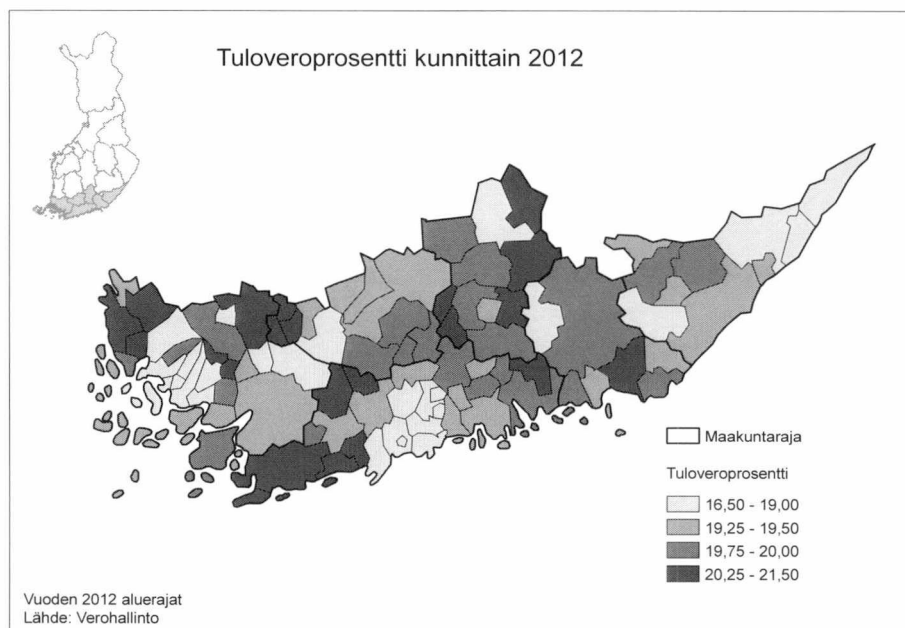 Tuloveroprosentti kunnittain 2012
Maakuntaraja
Tuloveroprosentti
16,50 - 19,00
19,25 - 19,50
19,75 - 20,00
20,25 - 21,50
Vuoden 2012 aluerajat
Lähde: Verohallinto